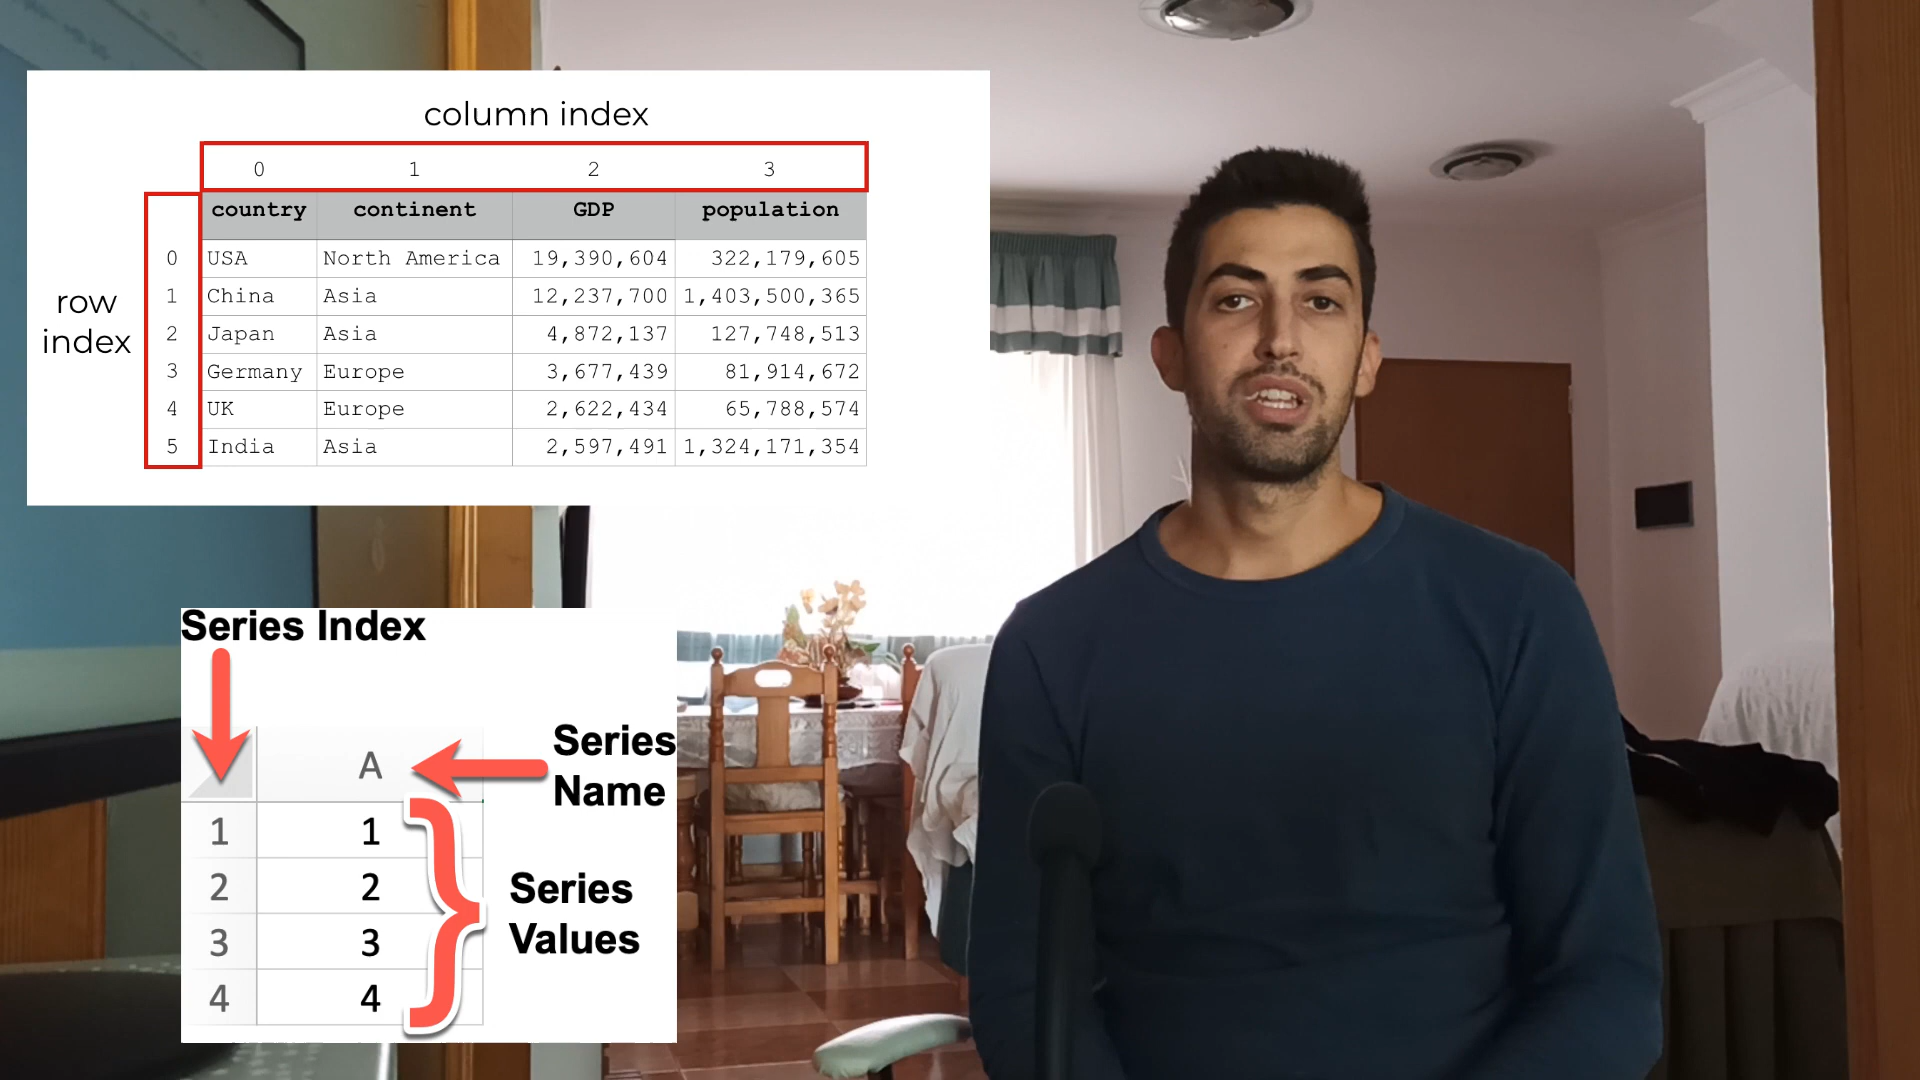 column index
0 1 2 3
country continent GDP population
0 USA North America 19,390,604 322,179,605
1 China Asia 12,237,700 1,403,500,365
2 Japan Asia 4,872,137 127,748,513
3 Germany Europe 3,677,439 81,914,672
4 UK Europe 2,622,434 65,788,574
5 India Asia 2,597,491 1,324,171,354
row
index
Series Index
A
Series
Name
1 1
2 2
3 3
4 4
Series
Values